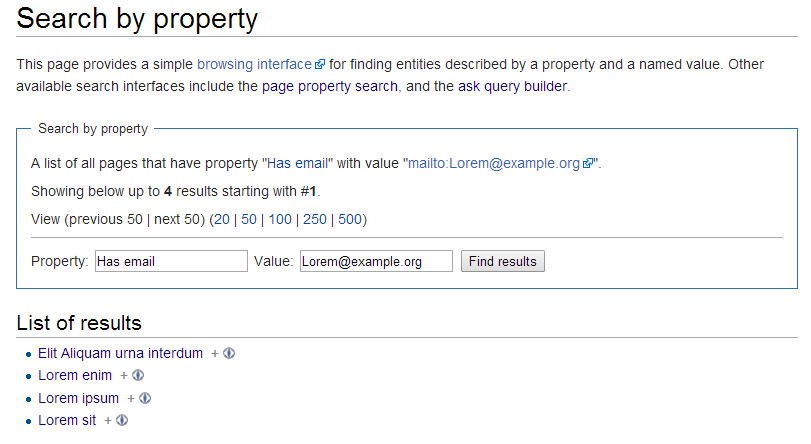 Search by property
This page provides a simple browsing interface for finding entities described by a property and a named value. Other
available search interfaces include the page property search, and the ask query builder.
Search by property
A list of all pages that have property "Has email" with value "mailto:Lorem@example.org".
Showing below up to 4 results starting with #1.
View (previous 50 | next 50) (20 | 50 | 100 | 250 | 500)
Property: Has email Value: Lorem@example.org Find results
List of results
• Elit Aliquam urna interdum +
• Lorem enim +
• Lorem ipsum +
• Lorem sit +